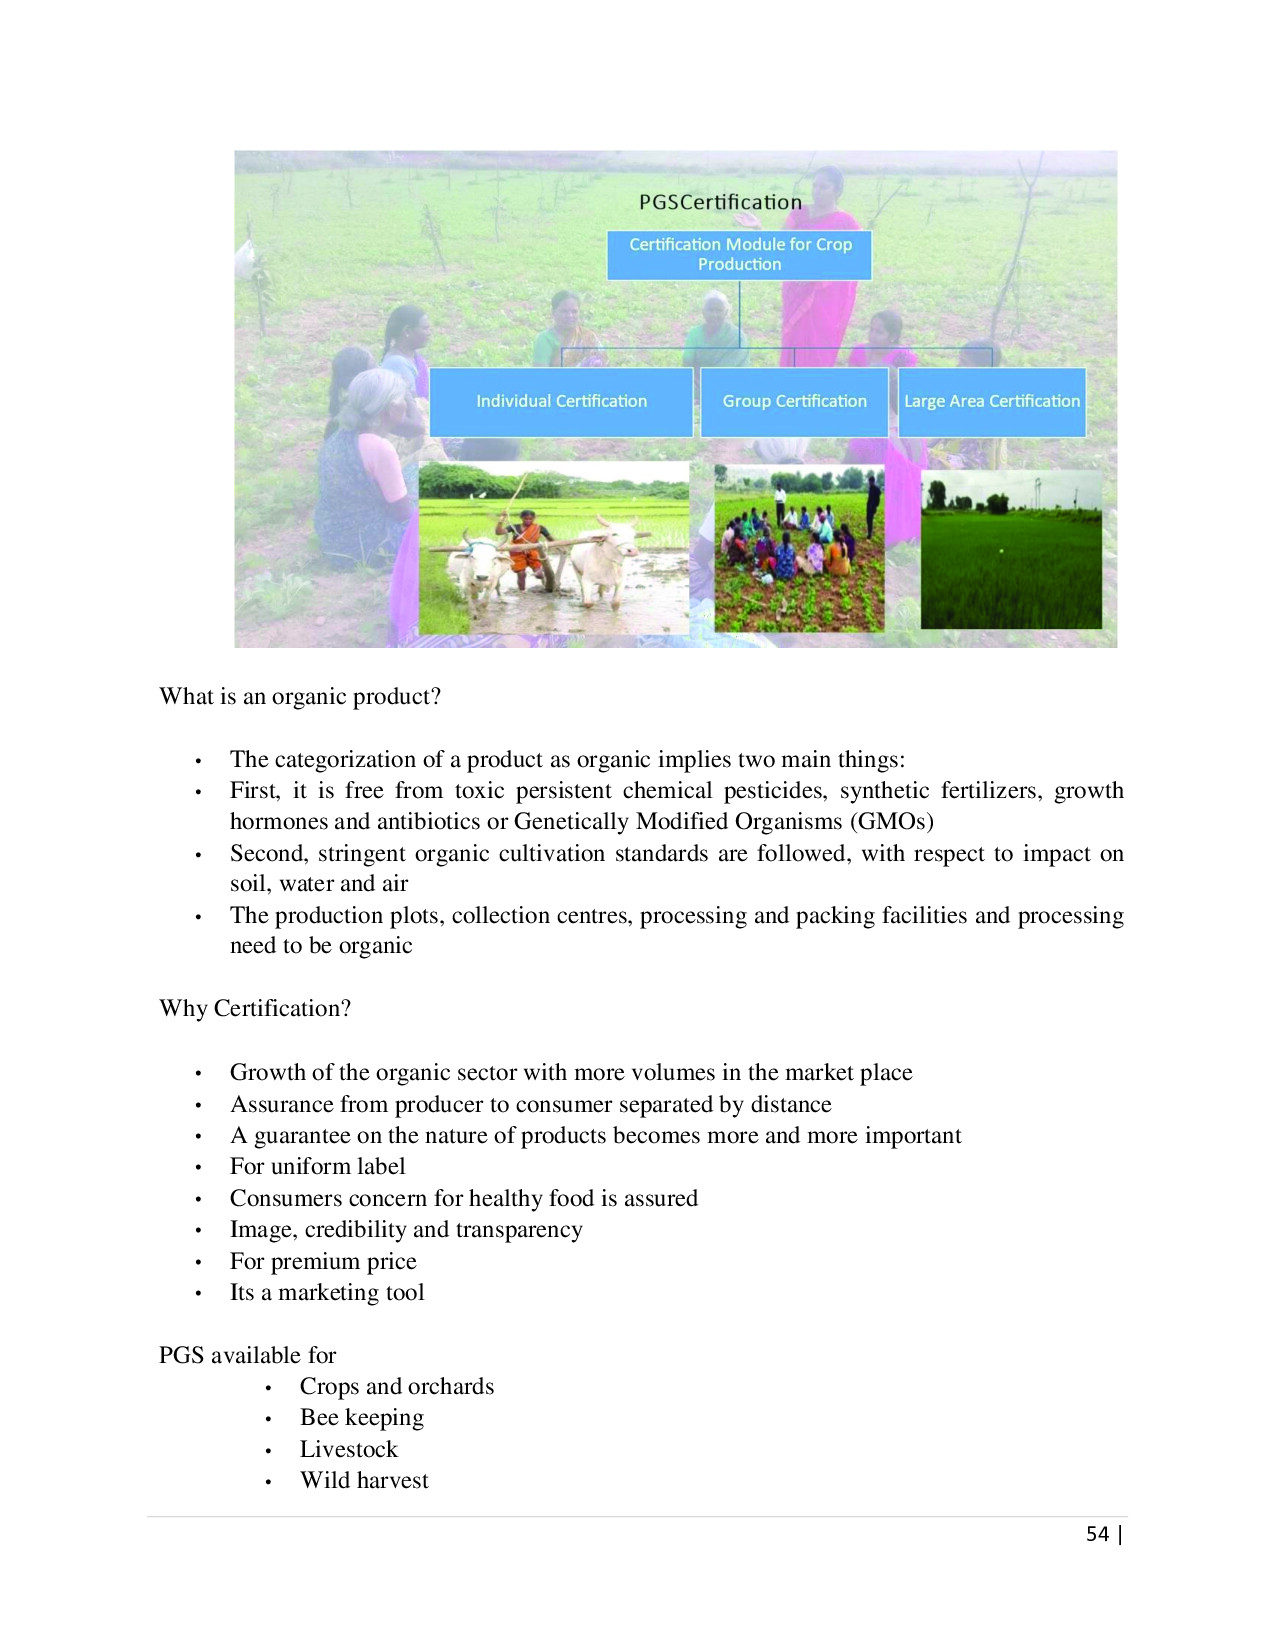 PGSCertification
Certification Module for Crop
Production
Individual Certification
Group Certification
Large Area Certification
What is an organic product?
• The categorization of a product as organic implies two main things:
• First, it is free from toxic persistent chemical pesticides, synthetic fertilizers, growth
hormones and antibiotics or Genetically Modified Organisms (GMOs)
• Second, stringent organic cultivation standards are followed, with respect to impact on
soil, water and air
• The production plots, collection centres, processing and packing facilities and processing
need to be organic
Why Certification?
• Growth of the organic sector with more volumes in the market place
• Assurance from producer to consumer separated by distance
• A guarantee on the nature of products becomes more and more important
• For uniform label
• Consumers concern for healthy food is assured
• Image, credibility and transparency
• For premium price
• Its a marketing tool
PGS available for
• Crops and orchards
• Bee keeping
• Livestock
• Wild harvest
54 |